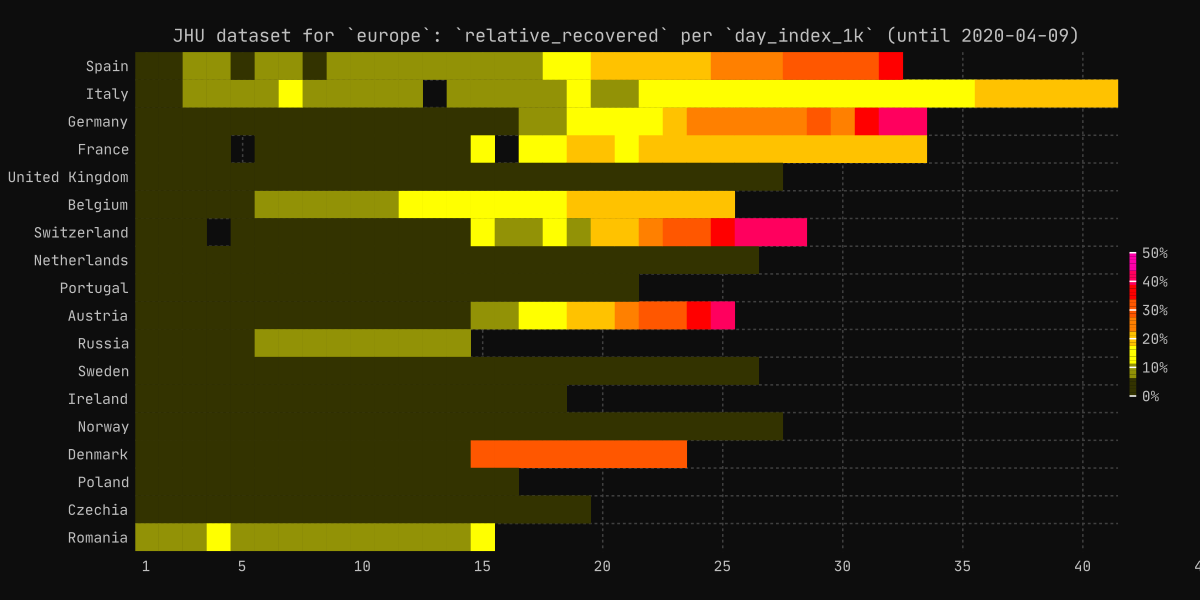 JHU dataset for `europe`: `relative_recovered` per `day_index_1k` (until 2020-04-09)
Spain
Italy
Germany
France
United Kingdom
Belgium
Switzerland
Netherlands
Portugal
Austria
Russia
Sweden
Ireland
Norway
Denmark
Poland
Czechia
Romania
50%
40%
30%
20%
10%
0%
1 5 10 15 20 25 30 35 40